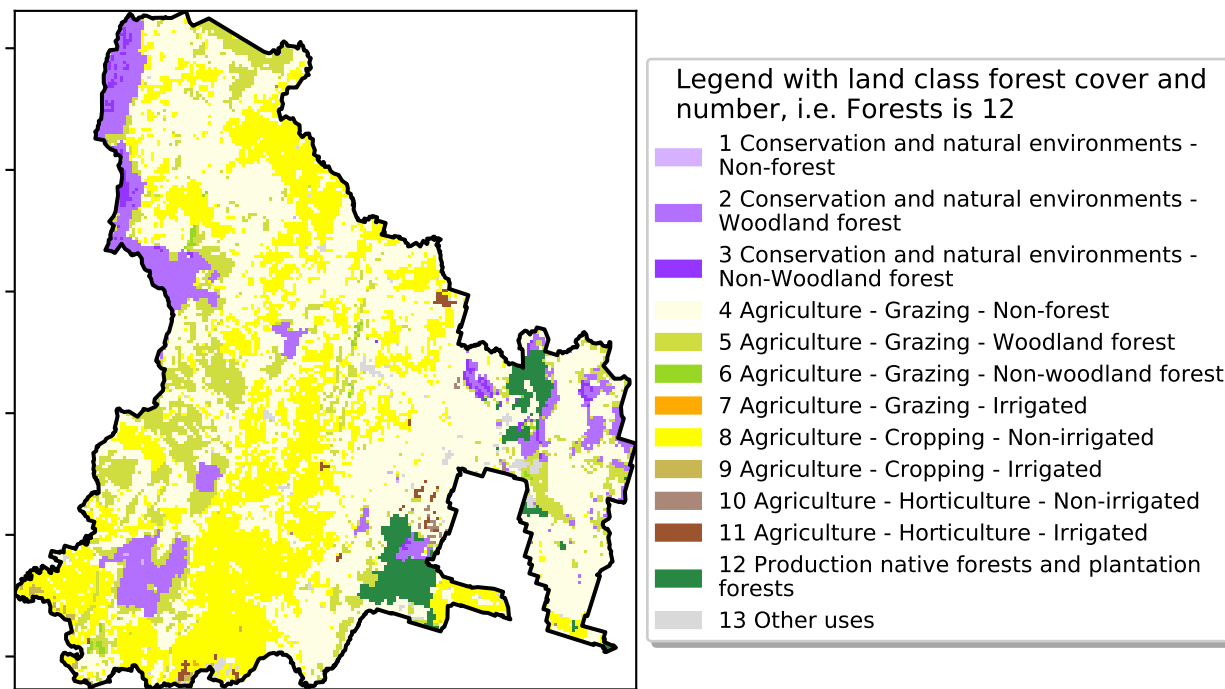 Legend with land class forest cover and
number, i.e. Forests is 12
1 Conservation and natural environments -
Non-forest
2 Conservation and natural environments -
Woodland forest
3 Conservation and natural environments -
Non-Woodland forest
4 Agriculture - Grazing - Non-forest
5 Agriculture - Grazing - Woodland forest
6 Agriculture - Grazing - Non-woodland forest
7 Agriculture - Grazing - Irrigated
8 Agriculture - Cropping - Non-irrigated
9 Agriculture - Cropping - Irrigated
10 Agriculture - Horticulture - Non-irrigated
11 Agriculture - Horticulture - Irrigated
12 Production native forests and plantation
forests
13 Other uses